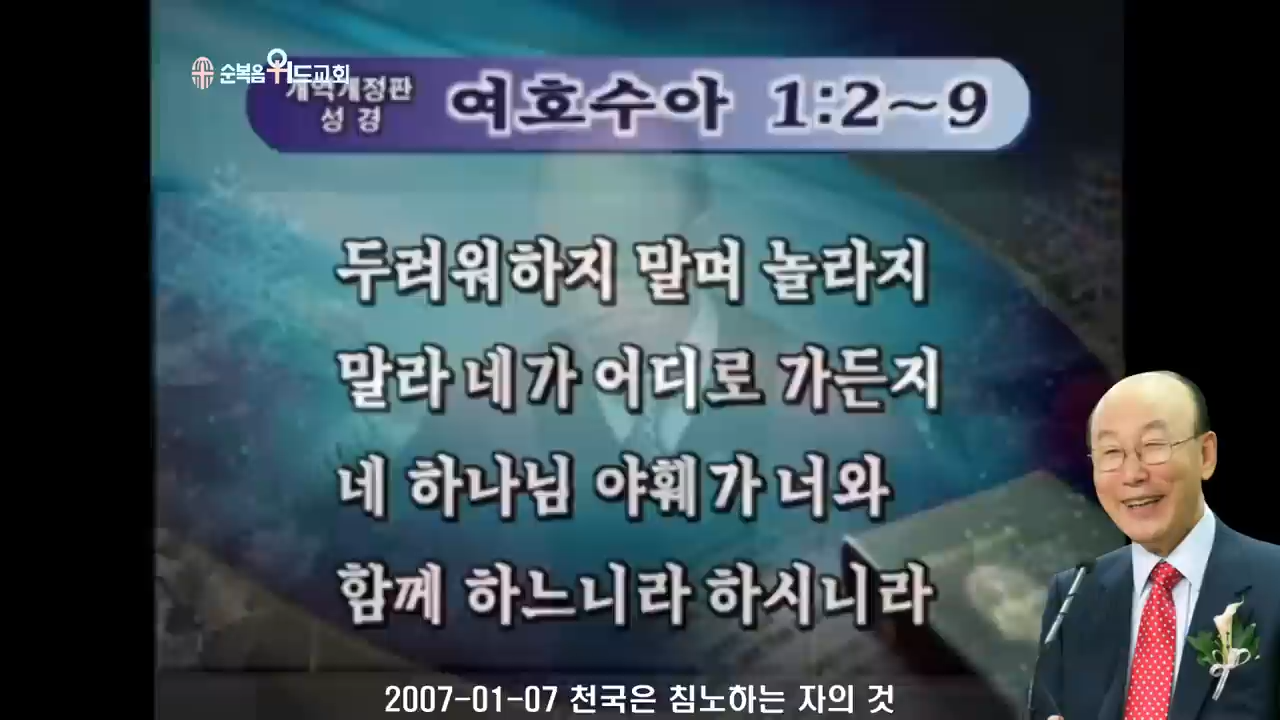 순복음워드교회
개역개정판
성경
여호수아 1:2~9
두려워하지 말며 놀라지
말라 네가 어디로 가든지
네 하나님 야훼가 너와
함께 하느니라 하시니라
2007-01-07 천국은 침노하는 자의 것